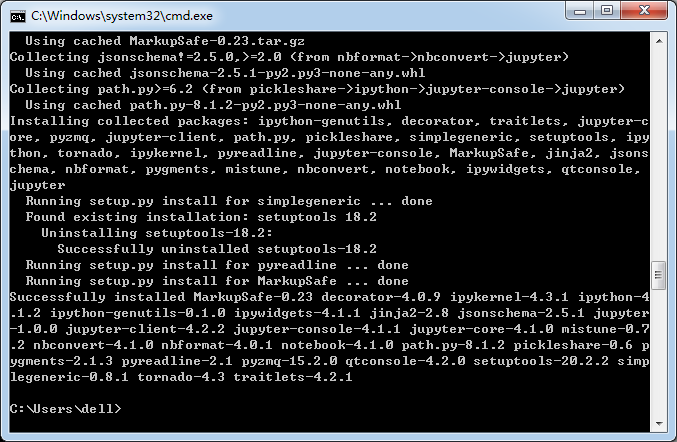 C:\Windows\system32\cmd.exe
Using cached MarkupSafe-0.23.tar.gz
Collecting jsonschema!=2.5.0,>=2.0 (from nbformat->nbconvert->jupyter)
Using cached jsonschema-2.5.1-py2.py3-none-any.whl
Collecting path.py>=6.2 (from pickleshare->ipython->jupyter-console->jupyter)
Using cached path.py-8.1.2-py2.py3-none-any.whl
Installing collected packages: ipython-genutils, decorator, traitlets, jupyter-c
ore, pyzmq, jupyter-client, path.py, pickleshare, simplegeneric, setuptools, ipy
thon, tornado, ipykernel, pyreadline, jupyter-console, MarkupSafe, jinja2, jsons
chema, nbformat, pygments, mistune, nbconvert, notebook, ipywidgets, qtconsole,
jupyter
Running setup.py install for simplegeneric ... done
Found existing installation: setuptools 18.2
Uninstalling setuptools-18.2:
Successfully uninstalled setuptools-18.2
Running setup.py install for pyreadline ... done
Running setup.py install for MarkupSafe ... done
Successfully installed MarkupSafe-0.23 decorator-4.0.9 ipykernel-4.3.1 ipython-4
.1.2 ipython-genutils-0.1.0 ipywidgets-4.1.1 jinja2-2.8 jsonschema-2.5.1 jupyter
-1.0.0 jupyter-client-4.2.2 jupyter-console-4.1.1 jupyter-core-4.1.0 mistune-0.7
.2 nbconvert-4.1.0 nbformat-4.0.1 notebook-4.1.0 path.py-8.1.2 pickleshare-0.6 p
ygments-2.1.3 pyreadline-2.1 pyzmq-15.2.0 qtconsole-4.2.0 setuptools-20.2.2 simp
legeneric-0.8.1 tornado-4.3 traitlets-4.2.1
C:\Users\dell>